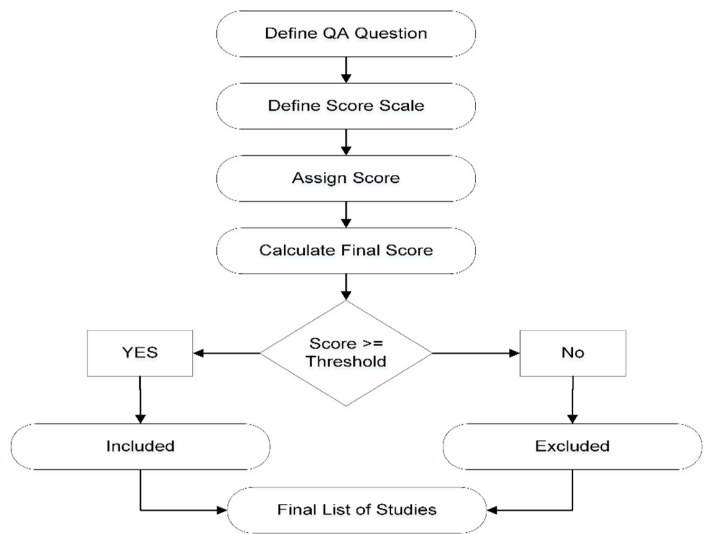 Define QA Question
Define Score Scale
Assign Score
Calculate Final Score
Score >=
Threshold
YES
No
Included
Excluded
Final List of Studies